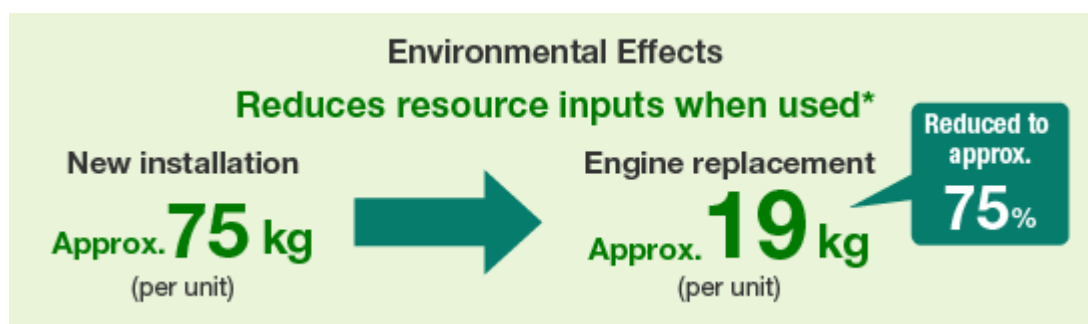 Environmental Effects
Reduces resource inputs when used*
New installation
Approx. 75 kg
(per unit)
Engine replacement
Approx. 19 kg
(per unit)
Reduced to
approx.
75%